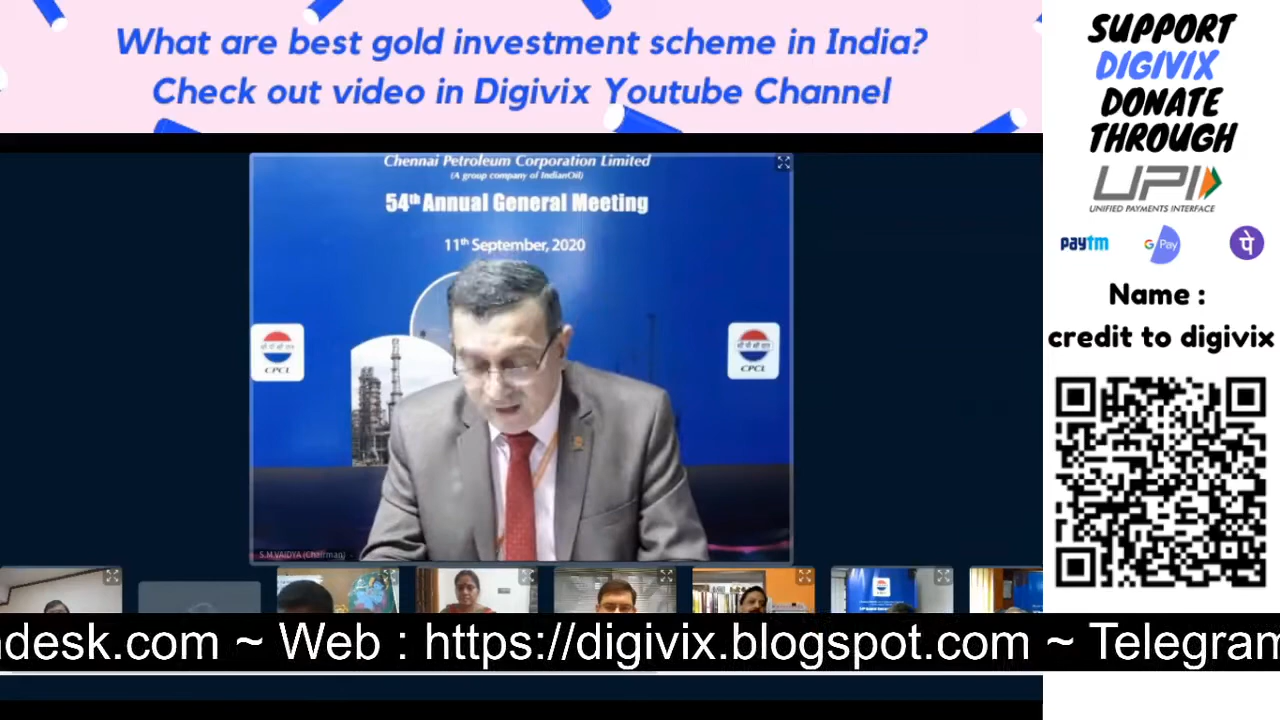 What are best gold investment scheme in India?
Check out video in Digivix Youtube Channel
SUPPORT
DIGIVIX
DONATE
THROUGH
UPI
UNIFIED PAYMENTS INTERFACE
paytm
G Pay
पे
Name :
credit to digivix
Chennai Petroleum Corporation Limited
(A group company of IndianOil)
54th Annual General Meeting
11th September, 2020
CPCL
CPCL
S.M.VAIDYA (Chairman)
desk.com ~ Web : https://digivix.blogspot.com ~ Telegram